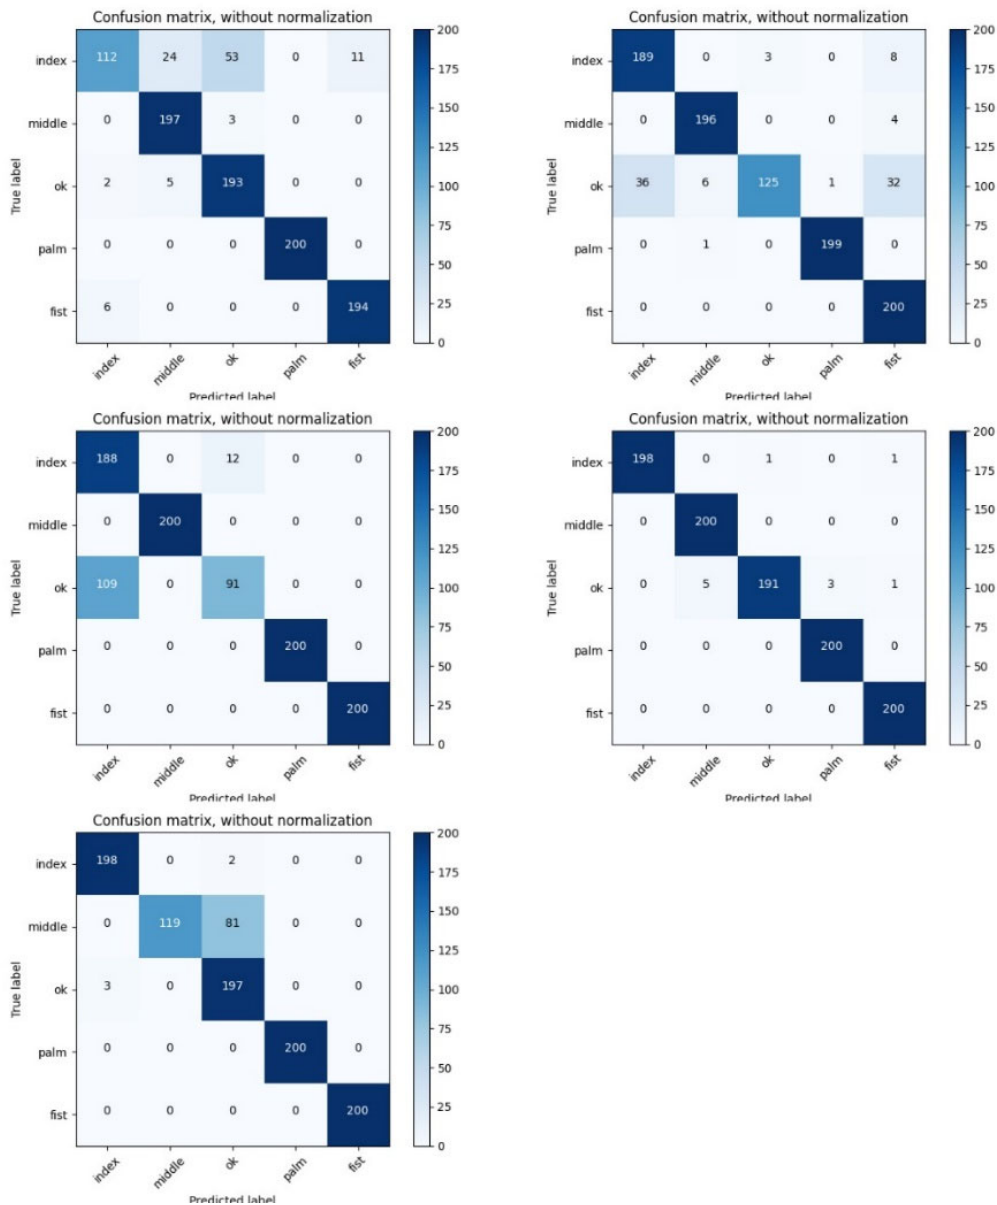 Confusion matrix, without normalization
200
index 112 24 53 0 11
175
150
middle 0 197 3 0 0
125
True label
ok 2 5 193 0 0
100
75
palm 0 0 0 200 0
50
25
fist 6 0 0 0 194
0
index middle ok palm fist
Predicted label
Confusion matrix, without normalization
200
index 189 0 3 0 8
175
150
middle 0 196 0 0 4
125
True label
ok 36 6 125 1 32
100
75
palm 0 1 0 199 0
50
25
fist 0 0 0 0 200
0
index middle ok palm fist
Predicted label
Confusion matrix, without normalization
200
index 188 0 12 0 0
175
150
middle 0 200 0 0 0
125
True label
ok 109 0 91 0 0
100
75
palm 0 0 0 200 0
50
25
fist 0 0 0 0 200
0
index middle ok palm fist
Predicted label
Confusion matrix, without normalization
200
index 198 0 1 0 1
175
150
middle 0 200 0 0 0
125
True label
ok 0 5 191 3 1
100
75
palm 0 0 0 200 0
50
25
fist 0 0 0 0 200
0
index middle ok palm fist
Predicted label
Confusion matrix, without normalization
200
index 198 0 2 0 0
175
150
middle 0 119 81 0 0
125
True label
ok 3 0 197 0 0
100
75
palm 0 0 0 200 0
50
25
fist 0 0 0 0 200
0
index middle ok palm fist
Predicted label